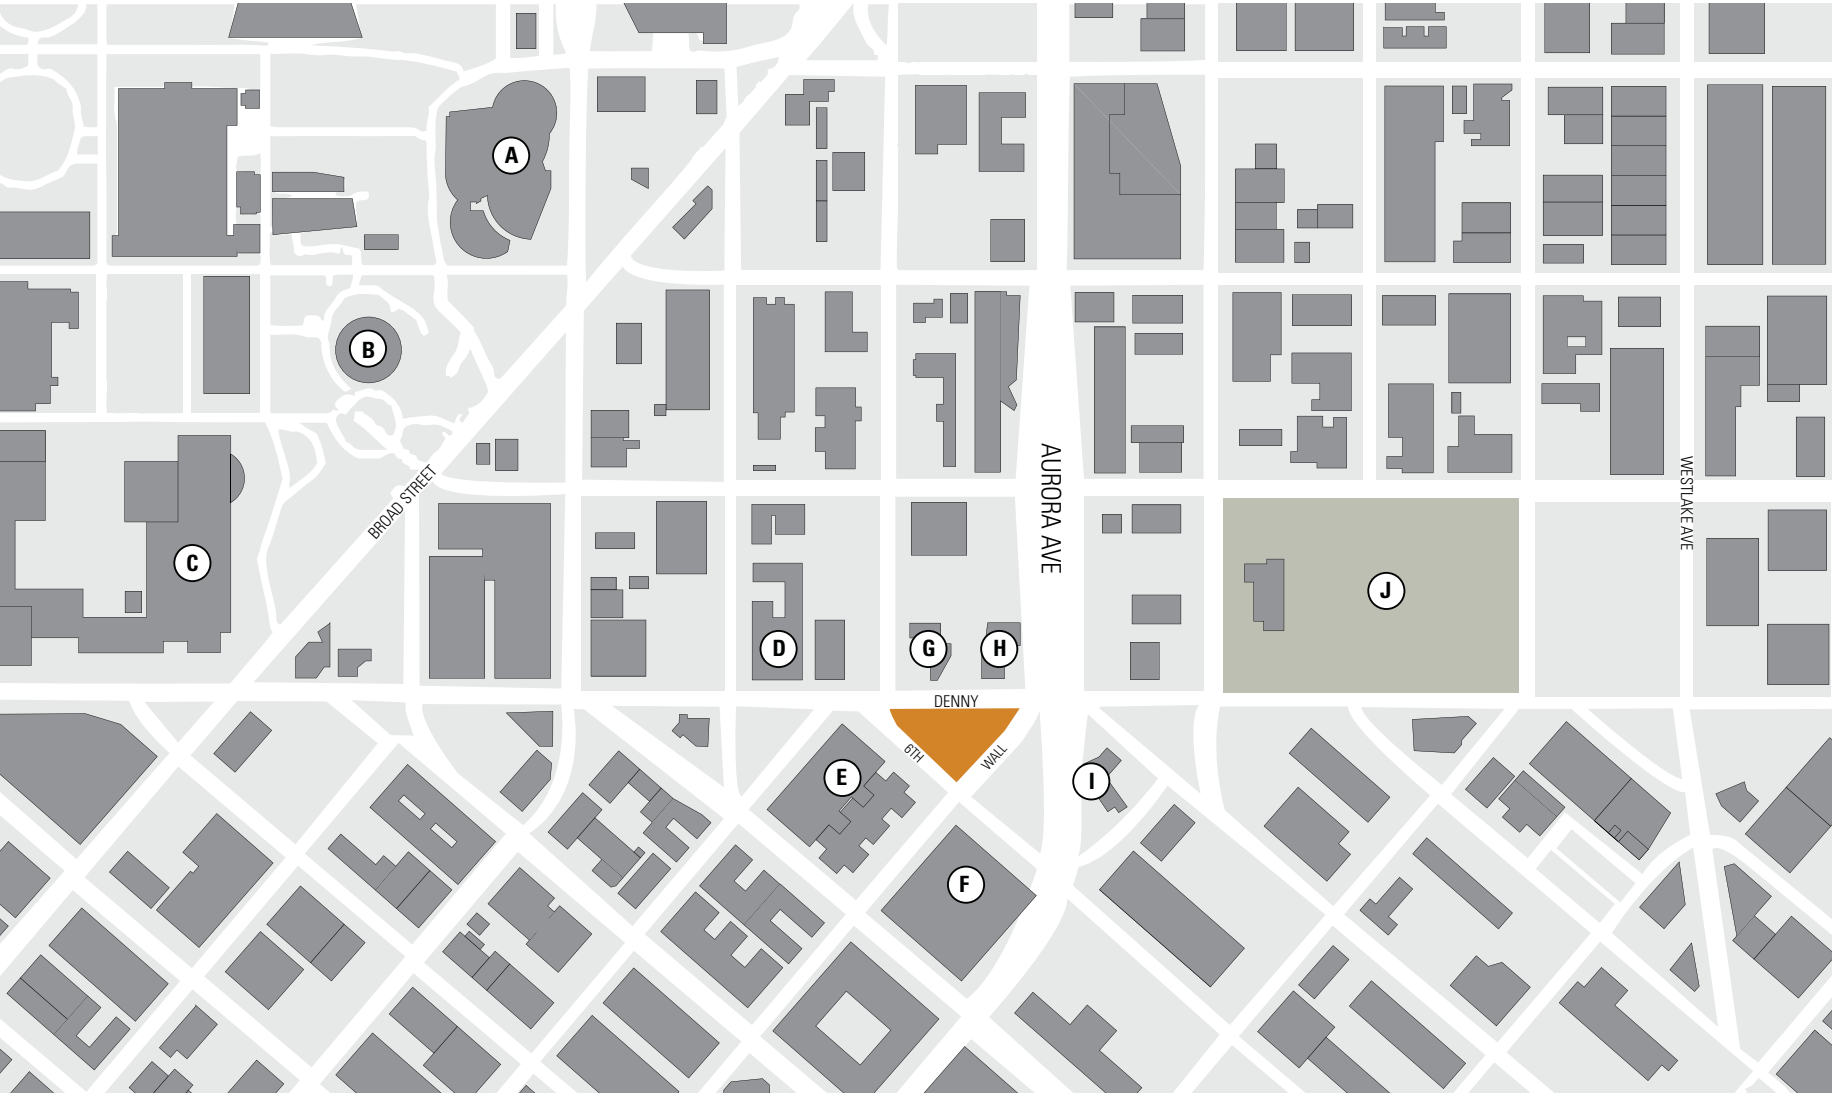 A
B
BROAD STREET
AURORA AVE
WESTLAKE AVE
C
J
D
G
H
DENNY
6TH
WALL
E
I
F